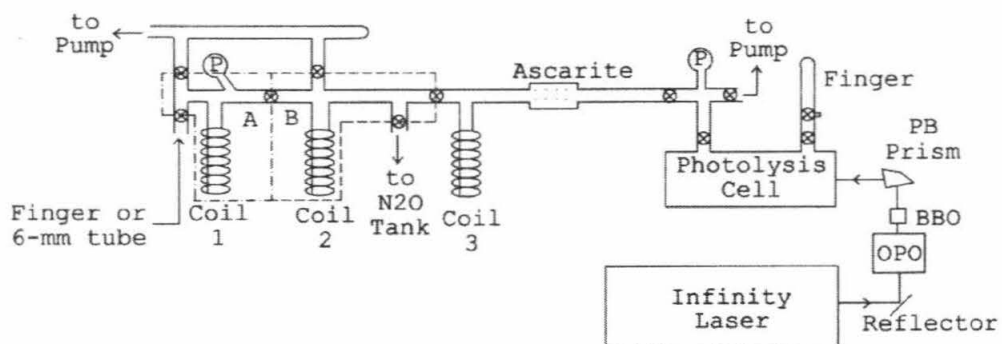 to
Pump
P
Ascarite
P
to
Pump
Finger
A
B
PB
Prism
Photolysis
Cell
Finger or
6-mm tube
Coil
1
Coil
2
to
N2O
Tank
Coil
3
BBO
OPO
Infinity
Laser
Reflector